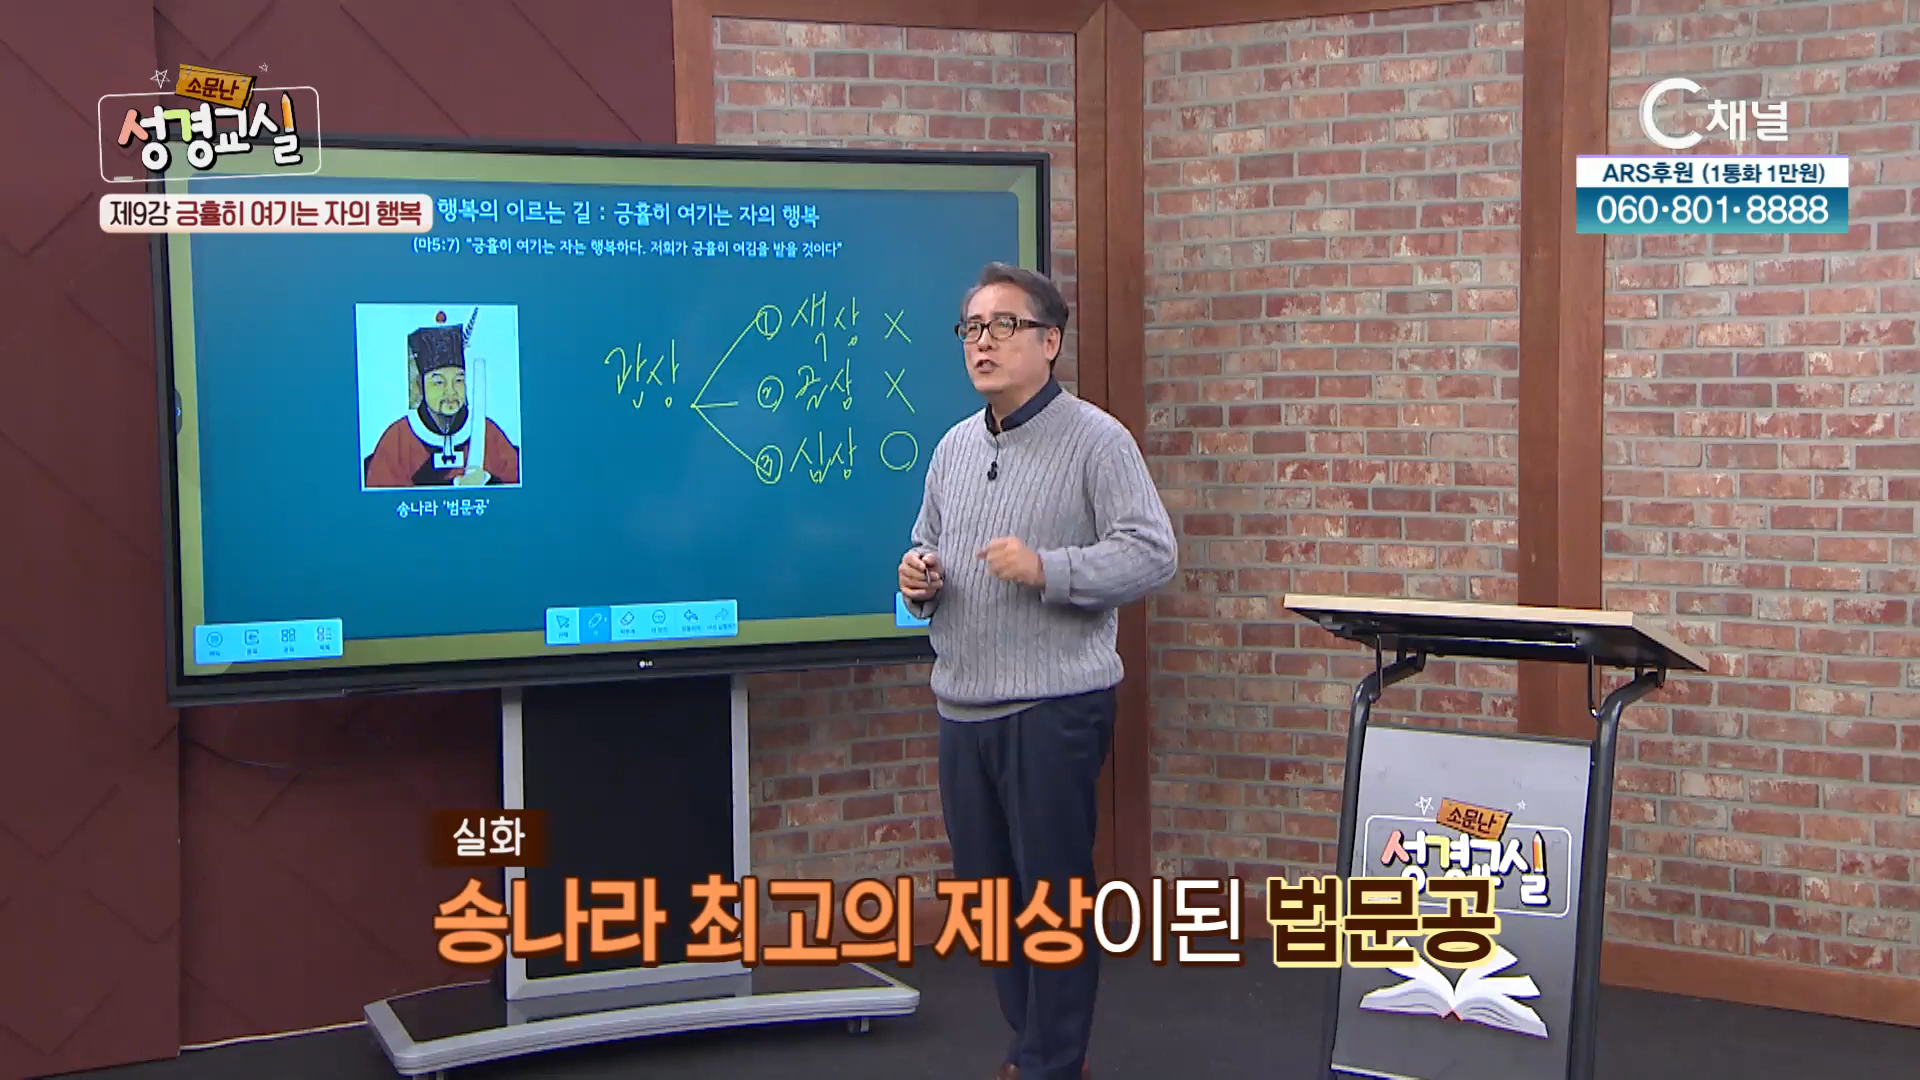 소문난
성경교실
제9강 긍휼히 여기는 자의 행복
C채널
ARS후원 (1통화 1만원)
060·801·8888
행복의 이르는 길 : 긍휼히 여기는 자의 행복
(마5:7) "긍휼히 여기는 자는 행복하다. 저희가 긍휼히 여김을 받을 것이다"
관상
① 색상 X
② 골상 X
③ 심상 ○
송나라 '범문공'
LG
소문난
성경교실
실화
송나라 최고의 제상이된 범문공